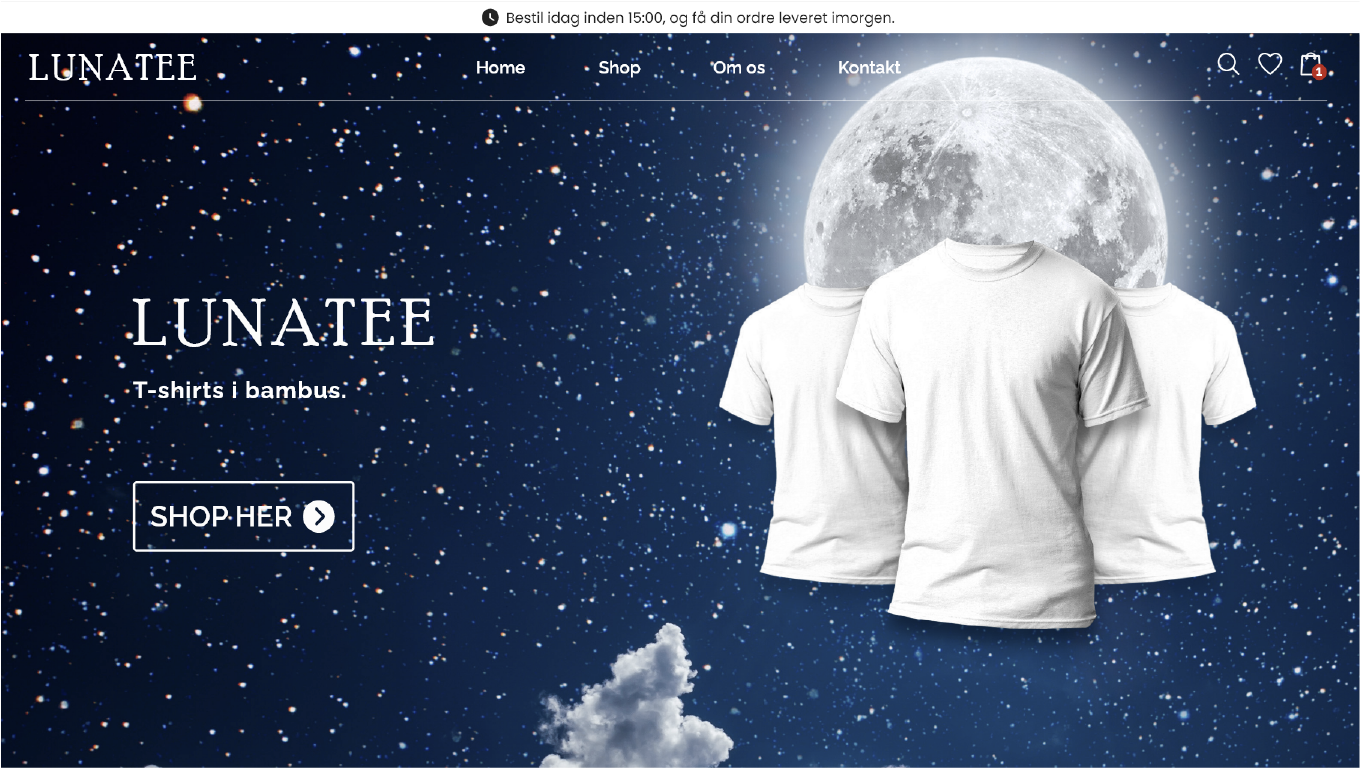 Bestil idag inden 15:00, og få din ordre leveret imorgen.
LUNATEE
Home Shop Om os Kontakt
1
LUNATEE
T-shirts i bambus.
SHOP HER